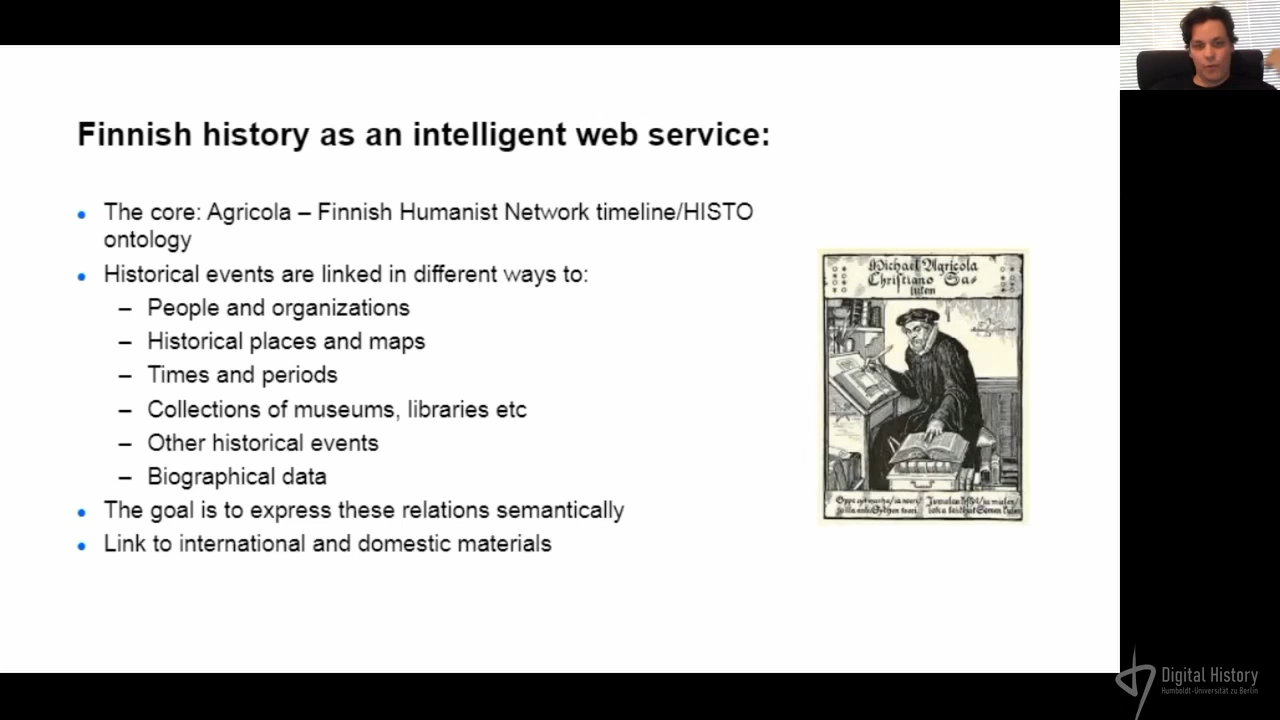 Finnish history as an intelligent web service:
• The core: Agricola – Finnish Humanist Network timeline/HISTO
ontology
• Historical events are linked in different ways to:
– People and organizations
– Historical places and maps
– Times and periods
– Collections of museums, libraries etc
– Other historical events
– Biographical data
• The goal is to express these relations semantically
• Link to international and domestic materials
Michael Agricola
Christiano Sa-
lutem
Digital History
Humboldt-Universität zu Berlin